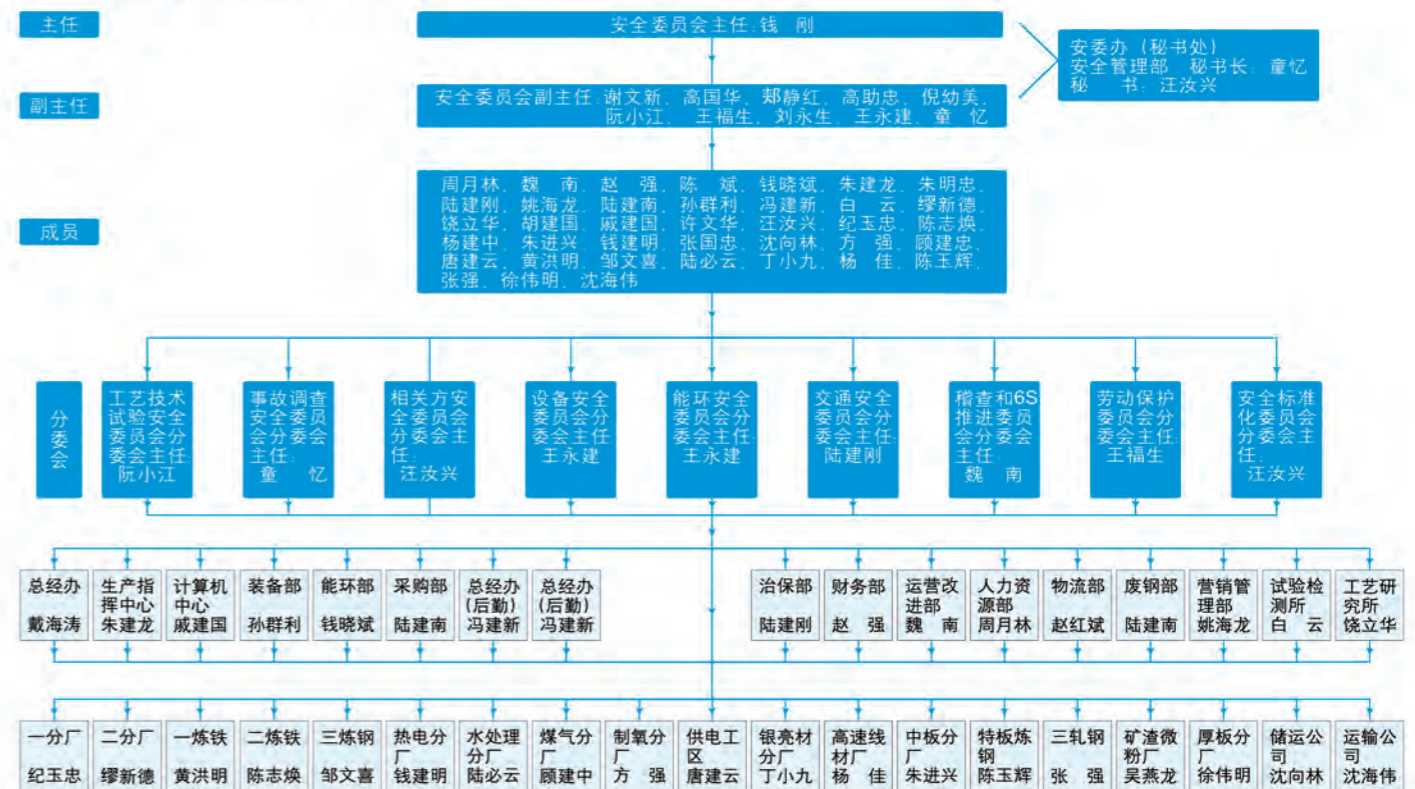 主任
安全委员会主任:钱 刚
安委办(秘书处)
安全管理部 秘书长:童忆
秘 书:汪汝兴
副主任
安全委员会副主任:谢文新、高国华、郏静红、高助忠、倪幼美、
阮小江、 王福生、刘永生、王永建、童 忆
成员
周月林、魏 南、赵 强、陈 斌、钱晓斌、朱建龙、朱明忠、
陆建刚、姚海龙、陆建南、孙群利、冯建新、白 云、缪新德、
饶立华、胡建国、戚建国、许文华、汪汝兴、纪玉忠、陈志焕、
杨建中、朱进兴、钱建明、张国忠、沈向林、方 强、顾建忠、
唐建云、黄洪明、邹文喜、陆必云、丁小九、杨 佳、陈玉辉、
张强、徐伟明、沈海伟
分
委
会
工艺技术
试验安全
委员会分
委会主任:
阮小江
事故调查
安全委员
会分委会
主任:
童 忆
相关方安
全委员会
分委会主
任:
汪汝兴
设备安全
委员会分
委会主任:
王永建
能环安全
委员会分
委会主任:
王永建
交通安全
委员会分
委会主任:
陆建刚
稽查和6S
推进委员
会分委会
主任:
魏 南
劳动保护
委员会分
委会主任:
王福生
安全标准
化委员会
分委会主
任:
汪汝兴
总经办
戴海涛
生产指
挥中心
朱建龙
计算机
中心
戚建国
装备部
孙群利
能环部
钱晓斌
采购部
陆建南
总经办
(后勤)
冯建新
总经办
(后勤)
冯建新
治保部
陆建刚
财务部
赵 强
运营改
进部
魏 南
人力资
源部
周月林
物流部
赵红斌
废钢部
陆建南
营销管
理部
姚海龙
试验检
测所
白 云
工艺研
究所
饶立华
一分厂
纪玉忠
二分厂
缪新德
一炼铁
黄洪明
二炼铁
陈志焕
三炼钢
邹文喜
热电分
厂
钱建明
水处理
分厂
陆必云
煤气分
厂
顾建中
制氧分
厂
方 强
供电工
区
唐建云
银亮材
分厂
丁小九
高速线
材厂
杨 佳
中板分
厂
朱进兴
特板炼
钢
陈玉辉
三轧钢
张 强
矿渣微
粉厂
吴燕龙
厚板分
厂
徐伟明
储运公
司
沈向林
运输公
司
沈海伟